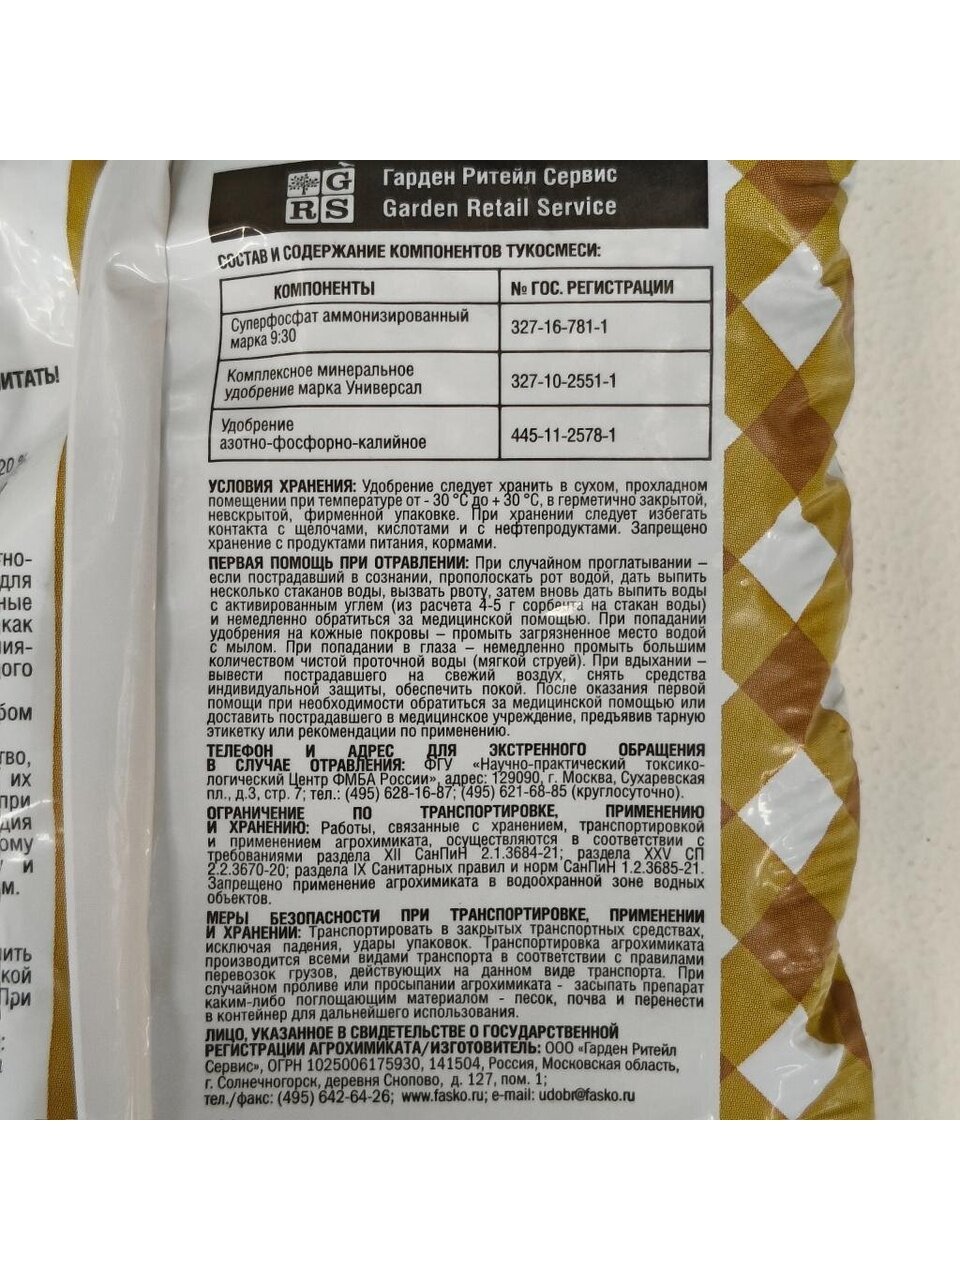 GRS
Гарден Ритейл Сервис
Garden Retail Service
СОСТАВ И СОДЕРЖАНИЕ КОМПОНЕНТОВ ТУКОСМЕСИ:
КОМПОНЕНТЫ
№ ГОС. РЕГИСТРАЦИИ
Суперфосфат аммонизированный
марка 9:30
327-16-781-1
Комплексное минеральное
удобрение марка Универсал
327-10-2551-1
Удобрение
азотно-фосфорно-калийное
445-11-2578-1
УСЛОВИЯ ХРАНЕНИЯ: Удобрение следует хранить в сухом, прохладном
помещении при температуре от - 30 °С до + 30 °С, в герметично закрытой,
невскрытой, фирменной упаковке. При хранении следует избегать
контакта с щелочами, кислотами и с нефтепродуктами. Запрещено
хранение с продуктами питания, кормами.
ПЕРВАЯ ПОМОЩЬ ПРИ ОТРАВЛЕНИИ: При случайном проглатывании –
если пострадавший в сознании, прополоскать рот водой, дать выпить
несколько стаканов воды, вызвать рвоту, затем вновь дать выпить воды
с активированным углем (из расчета 4-5 г сорбента на стакан воды)
и немедленно обратиться за медицинской помощью. При попадании
удобрения на кожные покровы – промыть загрязненное место водой
с мылом. При попадании в глаза – немедленно промыть большим
количеством чистой проточной воды (мягкой струей). При вдыхании –
вывести пострадавшего на свежий воздух, снять средства
индивидуальной защиты, обеспечить покой. После оказания первой
помощи при необходимости обратиться за медицинской помощью или
доставить пострадавшего в медицинское учреждение, предъявив тарную
этикетку или рекомендации по применению.
ТЕЛЕФОН И АДРЕС ДЛЯ ЭКСТРЕННОГО ОБРАЩЕНИЯ
В СЛУЧАЕ ОТРАВЛЕНИЯ: ФГУ «Научно-практический токсико-
логический Центр ФМБА России», адрес: 129090, г. Москва, Сухаревская
пл., д.3, стр. 7; тел.: (495) 628-16-87; (495) 621-68-85 (круглосуточно).
ОГРАНИЧЕНИЕ ПО ТРАНСПОРТИРОВКЕ, ПРИМЕНЕНИЮ
И ХРАНЕНИЮ: Работы, связанные с хранением, транспортировкой
и применением агрохимиката, осуществляются в соответствии с
требованиями раздела XII СанПиН 2.1.3684-21; раздела XXV СП
2.2.3670-20; раздела IX Санитарных правил и норм СанПиН 1.2.3685-21.
Запрещено применение агрохимиката в водоохранной зоне водных
объектов.
МЕРЫ БЕЗОПАСНОСТИ ПРИ ТРАНСПОРТИРОВКЕ, ПРИМЕНЕНИИ
И ХРАНЕНИИ: Транспортировать в закрытых транспортных средствах,
исключая падения, удары упаковок. Транспортировка агрохимиката
производится всеми видами транспорта в соответствии с правилами
перевозок грузов, действующих на данном виде транспорта. При
случайном проливе или просыпании агрохимиката - засыпать препарат
каким-либо поглощающим материалом - песок, почва и перенести
в контейнер для дальнейшего использования.
ЛИЦО, УКАЗАННОЕ В СВИДЕТЕЛЬСТВЕ О ГОСУДАРСТВЕННОЙ
РЕГИСТРАЦИИ АГРОХИМИКАТА/ИЗГОТОВИТЕЛЬ: ООО «Гарден Ритейл
Сервис», ОГРН 1025006175930, 141504, Россия, Московская область,
г. Солнечногорск, деревня Снопово, д. 127, пом. 1;
тел./факс: (495) 642-64-26; www.fasko.ru; e-mail: udobr@fasko.ru